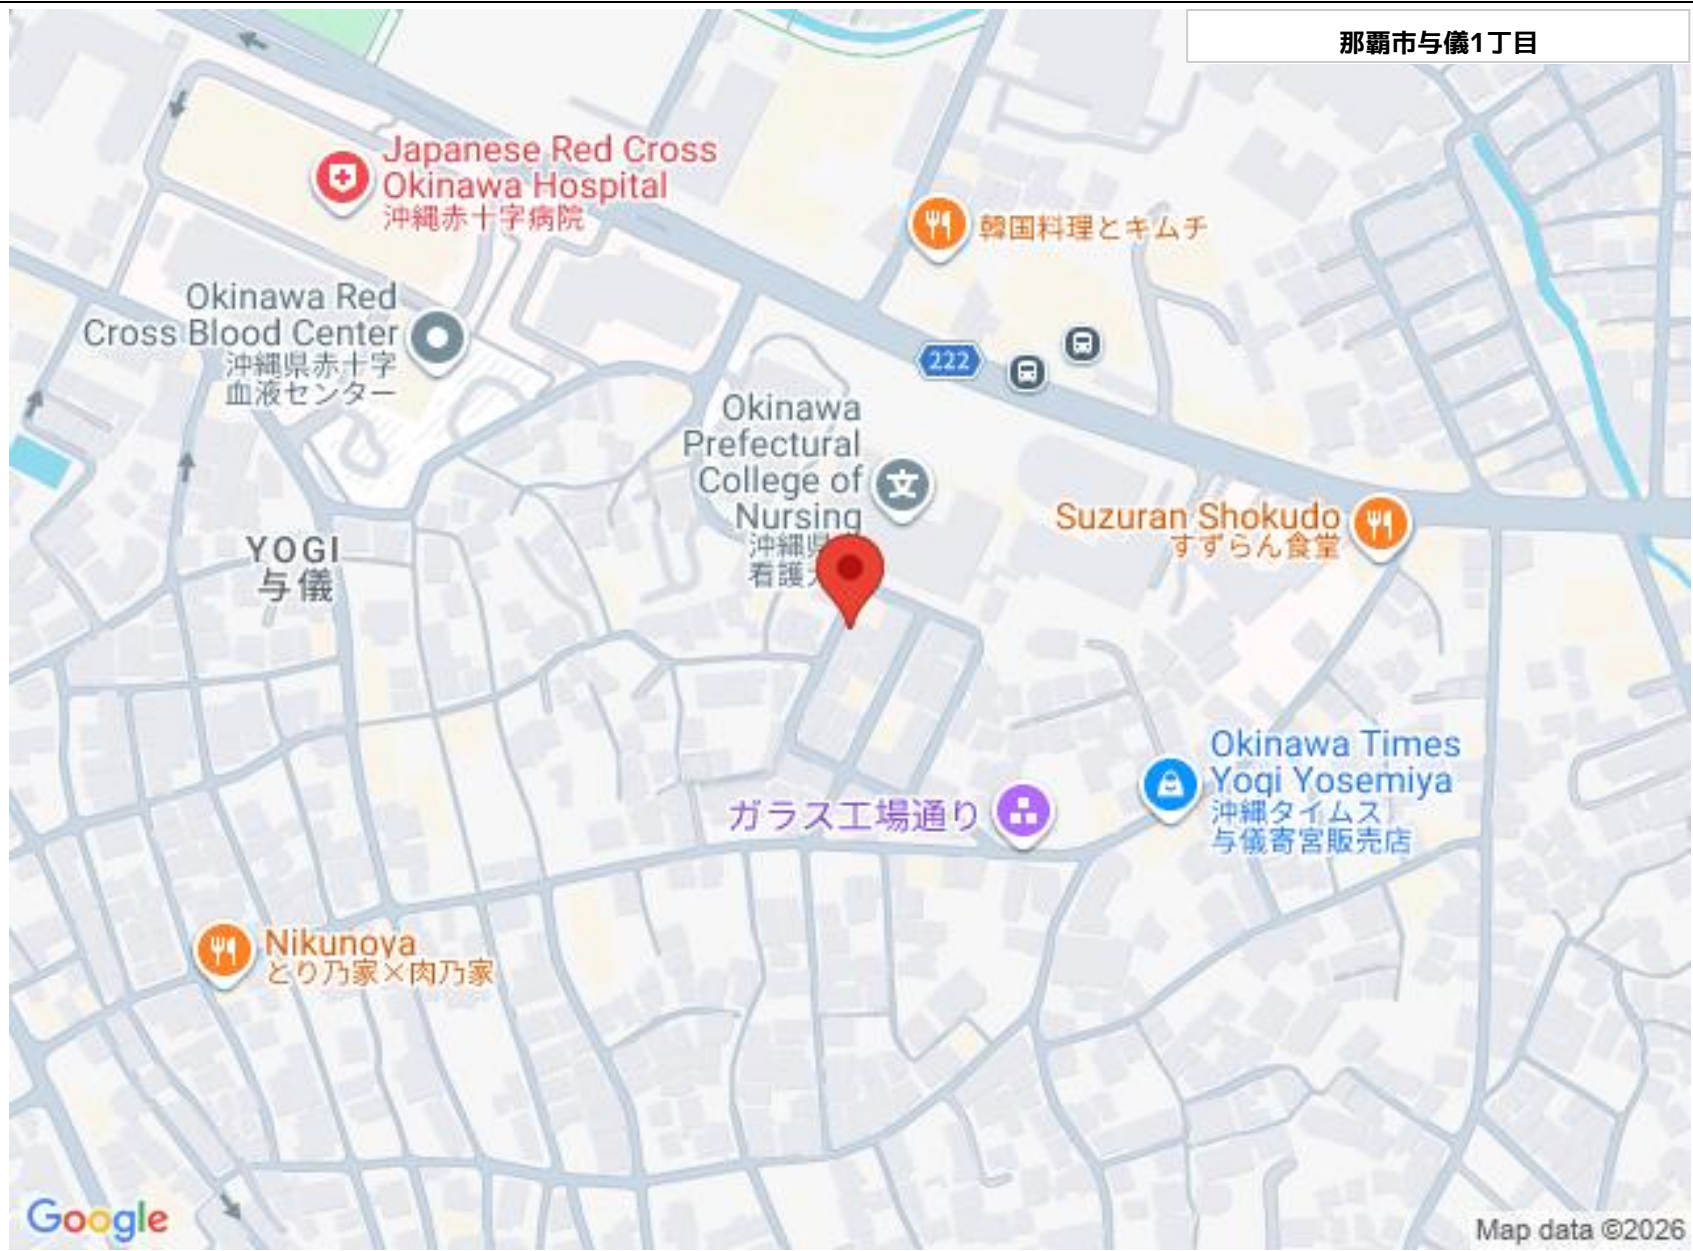 那覇市与儀1丁目
Japanese Red Cross
Okinawa Hospital
沖縄赤十字病院
韓国料理とキムチ
Okinawa Red
Cross Blood Center
沖縄県赤十字
血液センター
222
Okinawa
Prefectural
College of
Nursing
沖縄県
看護
Suzuran Shokudo
すずらん食堂
YOGI
与儀
Okinawa Times
Yogi Yosemiya
沖縄タイムス
与儀寄宮販売店
ガラス工場通り
Nikunoya
とり乃家×肉乃家
Google
Map data ©2026